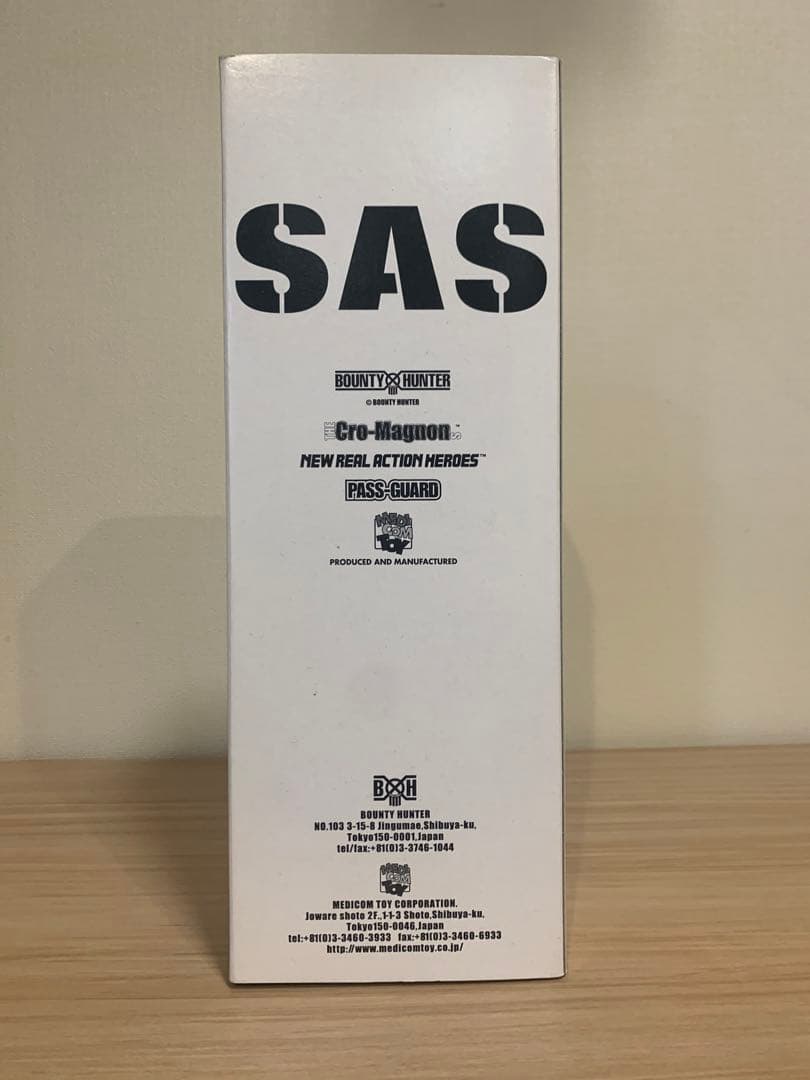 SAS
BOUNTY HUNTER
© BOUNTY HUNTER
THE Cro-Magnons™
NEW REAL ACTION HEROES™
PASS-GUARD
MEDICOM TOY
PRODUCED AND MANUFACTURED
BXH
BOUNTY HUNTER
NO.103 3-15-8 Jingumae,Shibuya-ku,
Tokyo150-0001,Japan
tel/fax:+81(0)3-3746-1044
MEDICOM TOY
MEDICOM TOY CORPORATION.
Joware shoto 2F.,1-1-3 Shoto,Shibuya-ku,
Tokyo150-0046,Japan
tel:+81(0)3-3460-3933 fax:+81(0)3-3460-6933
http://www.medicomtoy.co.jp/